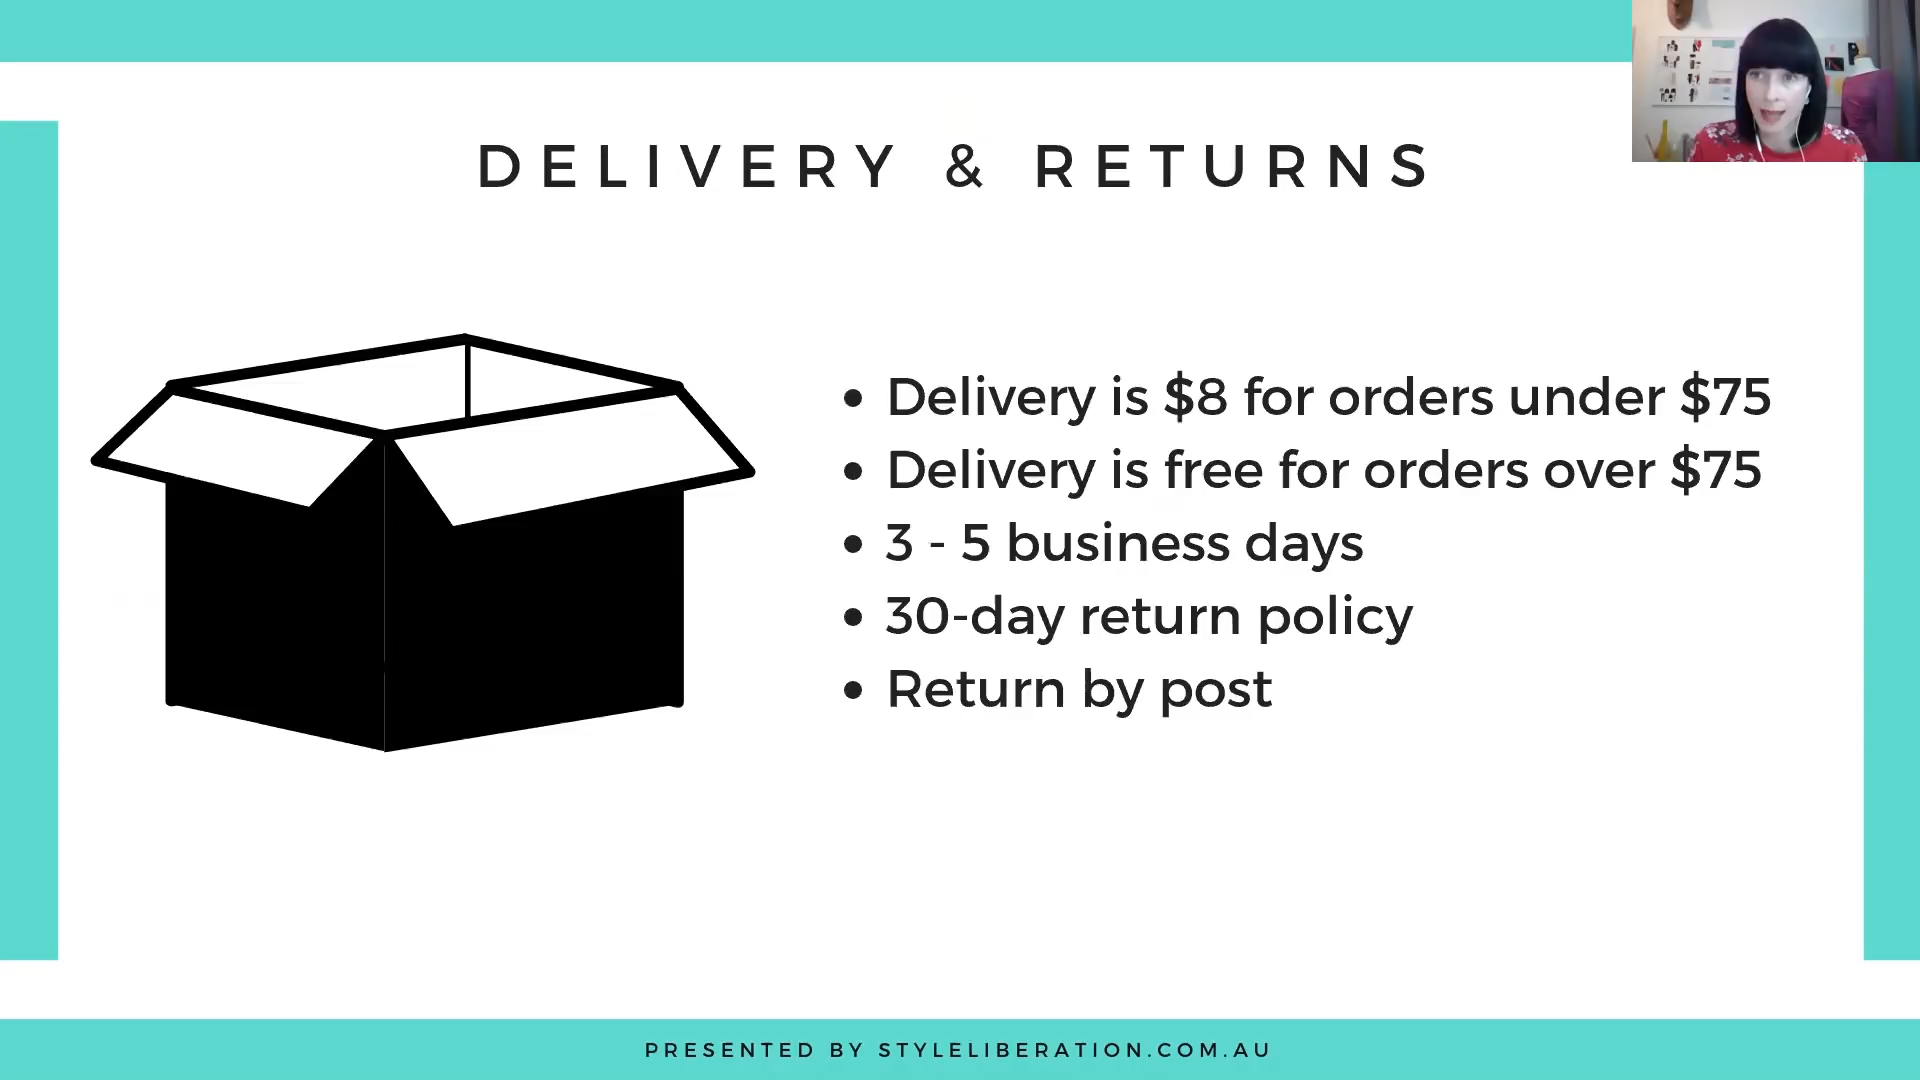 DELIVERY & RETURNS
Delivery is $8 for orders under $75
Delivery is free for orders over $75
3 - 5 business days
30-day return policy
Return by post
PRESENTED BY STYLELIBERATION.COM.AU